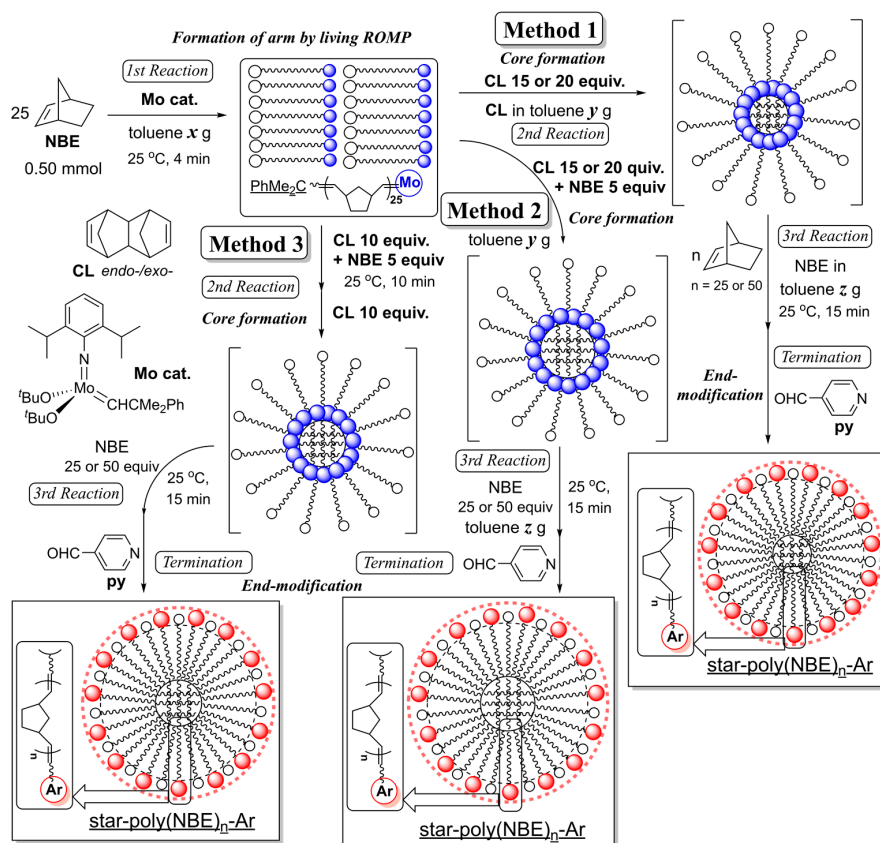 Formation of arm by living ROMP
Method 1
Core formation
CL 15 or 20 equiv.
CL in toluene y g
2nd Reaction
1st Reaction
25
Mo cat.
NBE
toluene x g
0.50 mmol
25 °C, 4 min
PhMe2C
25
Mo
CL 15 or 20 quiv.
+ NBE 5 equiv
Core formation
Method 2
toluene y g
CL endo-/exo-
Method 3
CL 10 equiv.
+ NBE 5 equiv
25 °C, 10 min
2nd Reaction
Core formation
CL 10 equiv.
n
n = 25 or 50
3rd Reaction
NBE in
toluene z g
25 °C, 15 min
Termination
End-
modification
OHC
N
py
N
Mo cat.
tBuO
Mo
tBuO
CHCMe2Ph
NBE
25 or 50 equiv
25 °C,
15 min
3rd Reaction
OHC
N
py
Termination
3rd Reaction
NBE
25 or 50 equiv
toluene z g
25 °C,
15 min
Termination
OHC
N
End-modification
n
Ar
star-poly(NBE)n-Ar
n
Ar
star-poly(NBE)n-Ar
n
Ar
star-poly(NBE)n-Ar